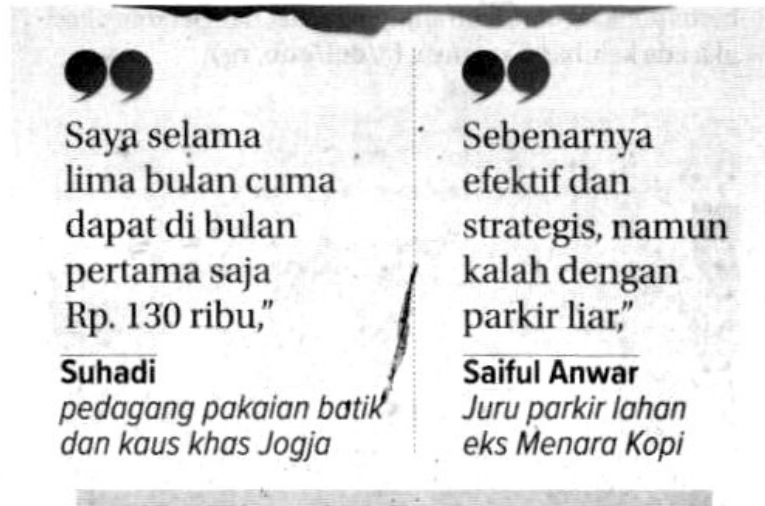 Saya selama
lima bulan cuma
dapat di bulan
pertama saja
Rp. 130 ribu,”
Suhadi
pedagang pakaian batik
dan kaus khas Jogja
Sebenarnya
efektif dan
strategis, namun
kalah dengan
parkir liar,”
Saiful Anwar
Juru parkir lahan
eks Menara Kopi